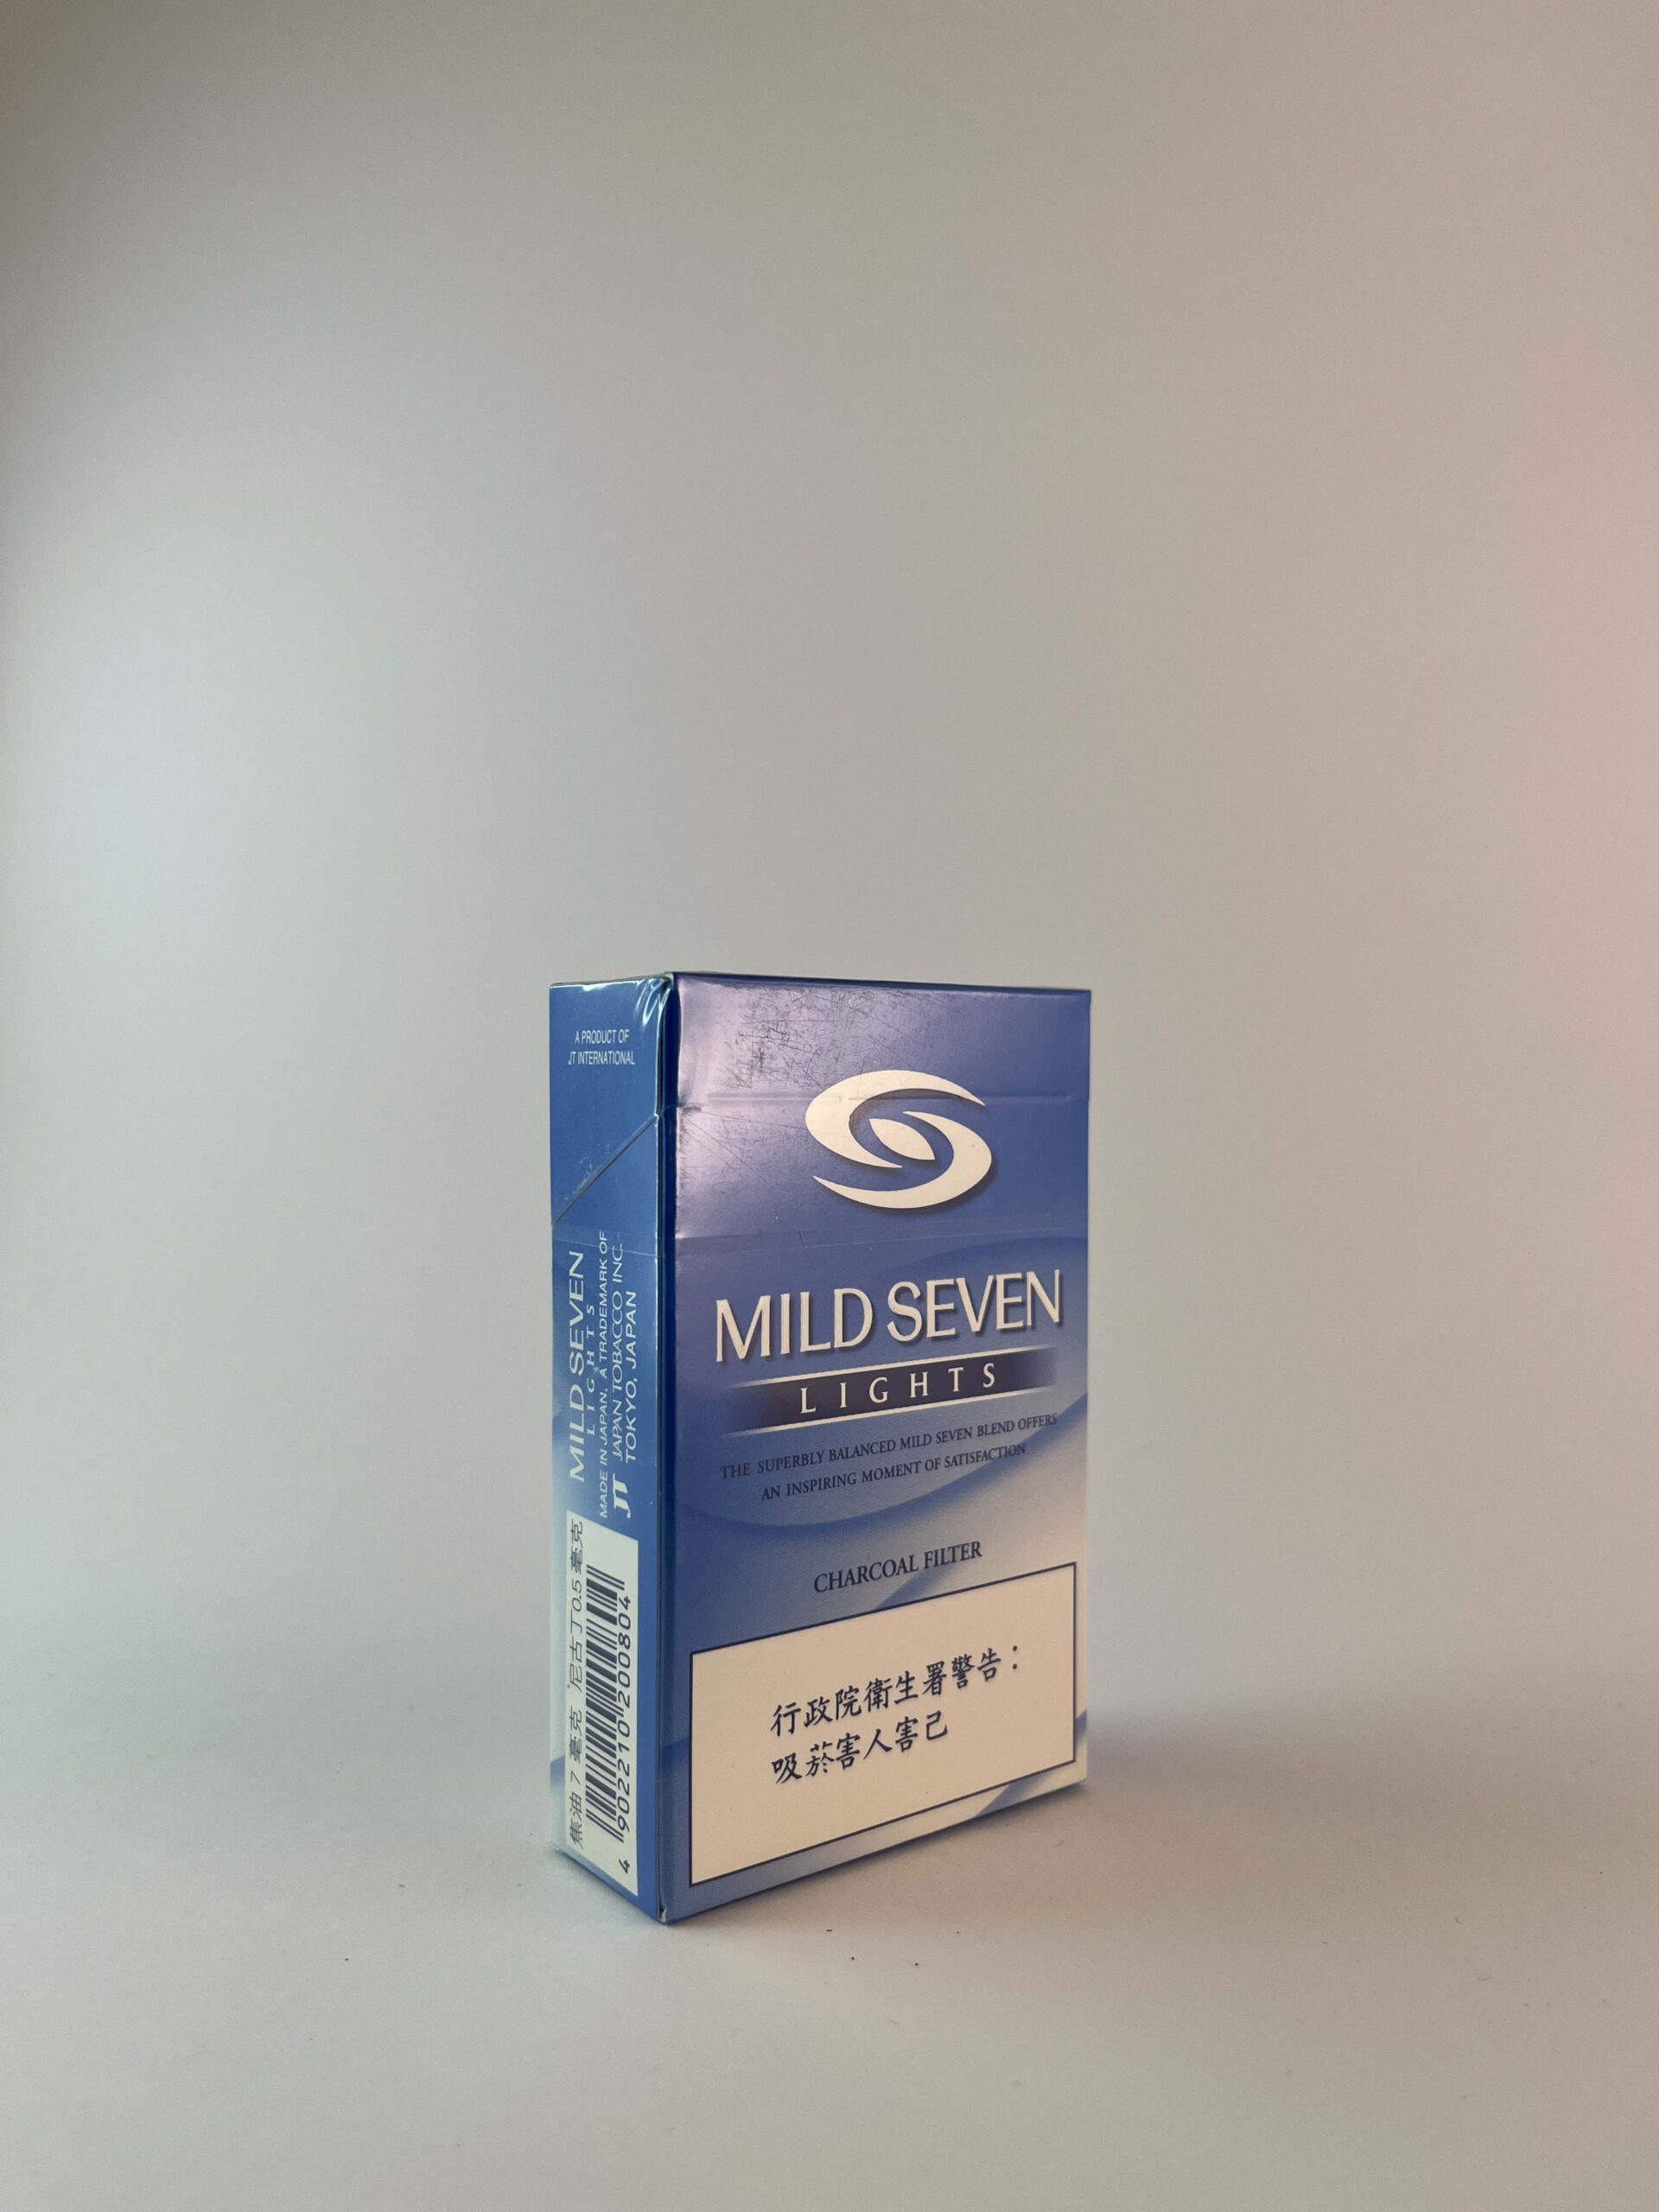 A PRODUCT OF
JT INTERNATIONAL
MILD SEVEN
LIGHTS
MADE IN JAPAN, A TRADEMARK OF
JT JAPAN TOBACCO INC.
TOKYO, JAPAN
焦油 7 毫克 尼古丁0.5 毫克
4 902210 200804
MILD SEVEN
LIGHTS
THE SUPERBLY BALANCED MILD SEVEN BLEND OFFERS
AN INSPIRING MOMENT OF SATISFACTION
CHARCOAL FILTER
行政院衛生署警告：
吸菸害人害己